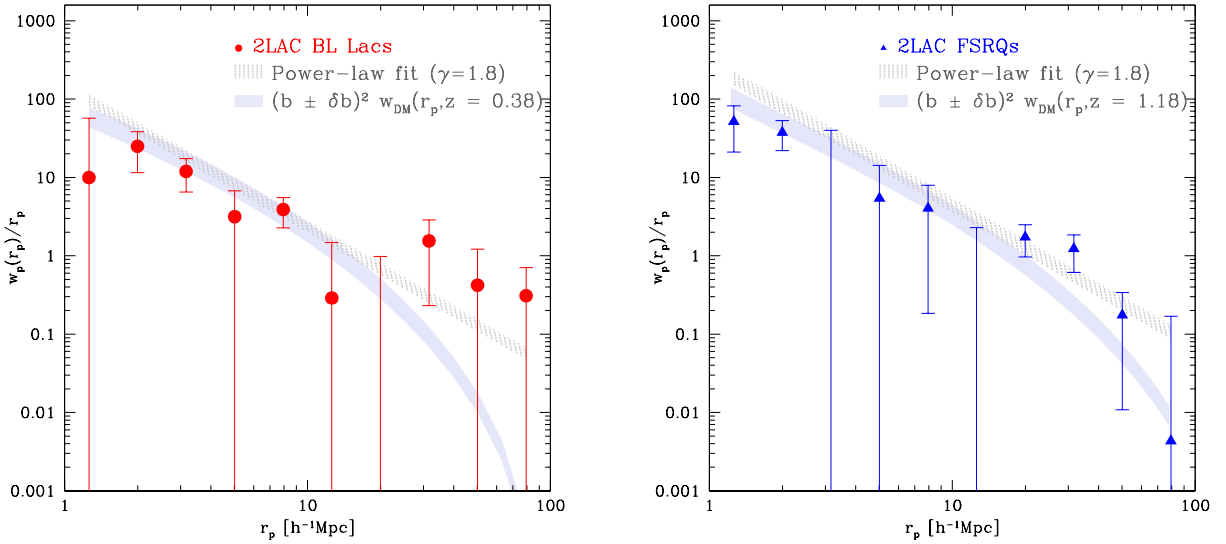 1000
100
10
1
0.1
0.01
0.001
w_p(r_p)/r_p
2LAC BL Lacs
Power-law fit (γ=1.8)
(b ± δb)² w_DM(r_p,z = 0.38)
1
10
100
r_p [h⁻¹Mpc]
1000
100
10
1
0.1
0.01
0.001
w_p(r_p)/r_p
2LAC FSRQs
Power-law fit (γ=1.8)
(b ± δb)² w_DM(r_p,z = 1.18)
1
10
100
r_p [h⁻¹Mpc]